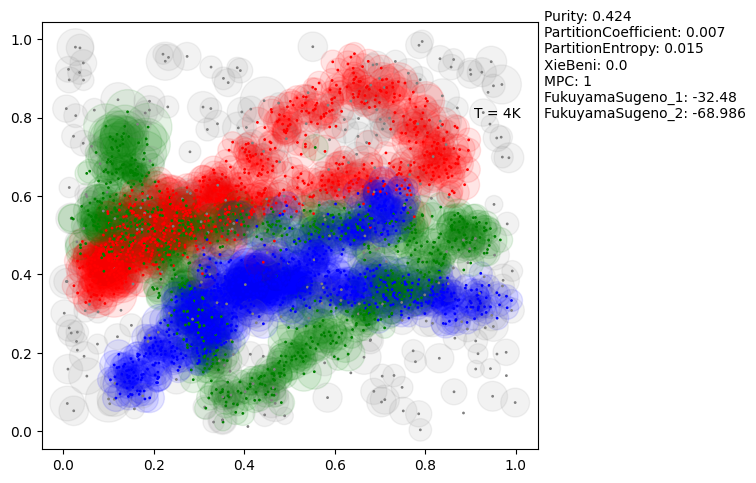 Purity: 0.424
PartitionCoefficient: 0.007
PartitionEntropy: 0.015
XieBeni: 0.0
MPC: 1
FukuyamaSugeno_1: -32.48
FukuyamaSugeno_2: -68.986
T = 4K
1.0
0.8
0.6
0.4
0.2
0.0
0.0 0.2 0.4 0.6 0.8 1.0